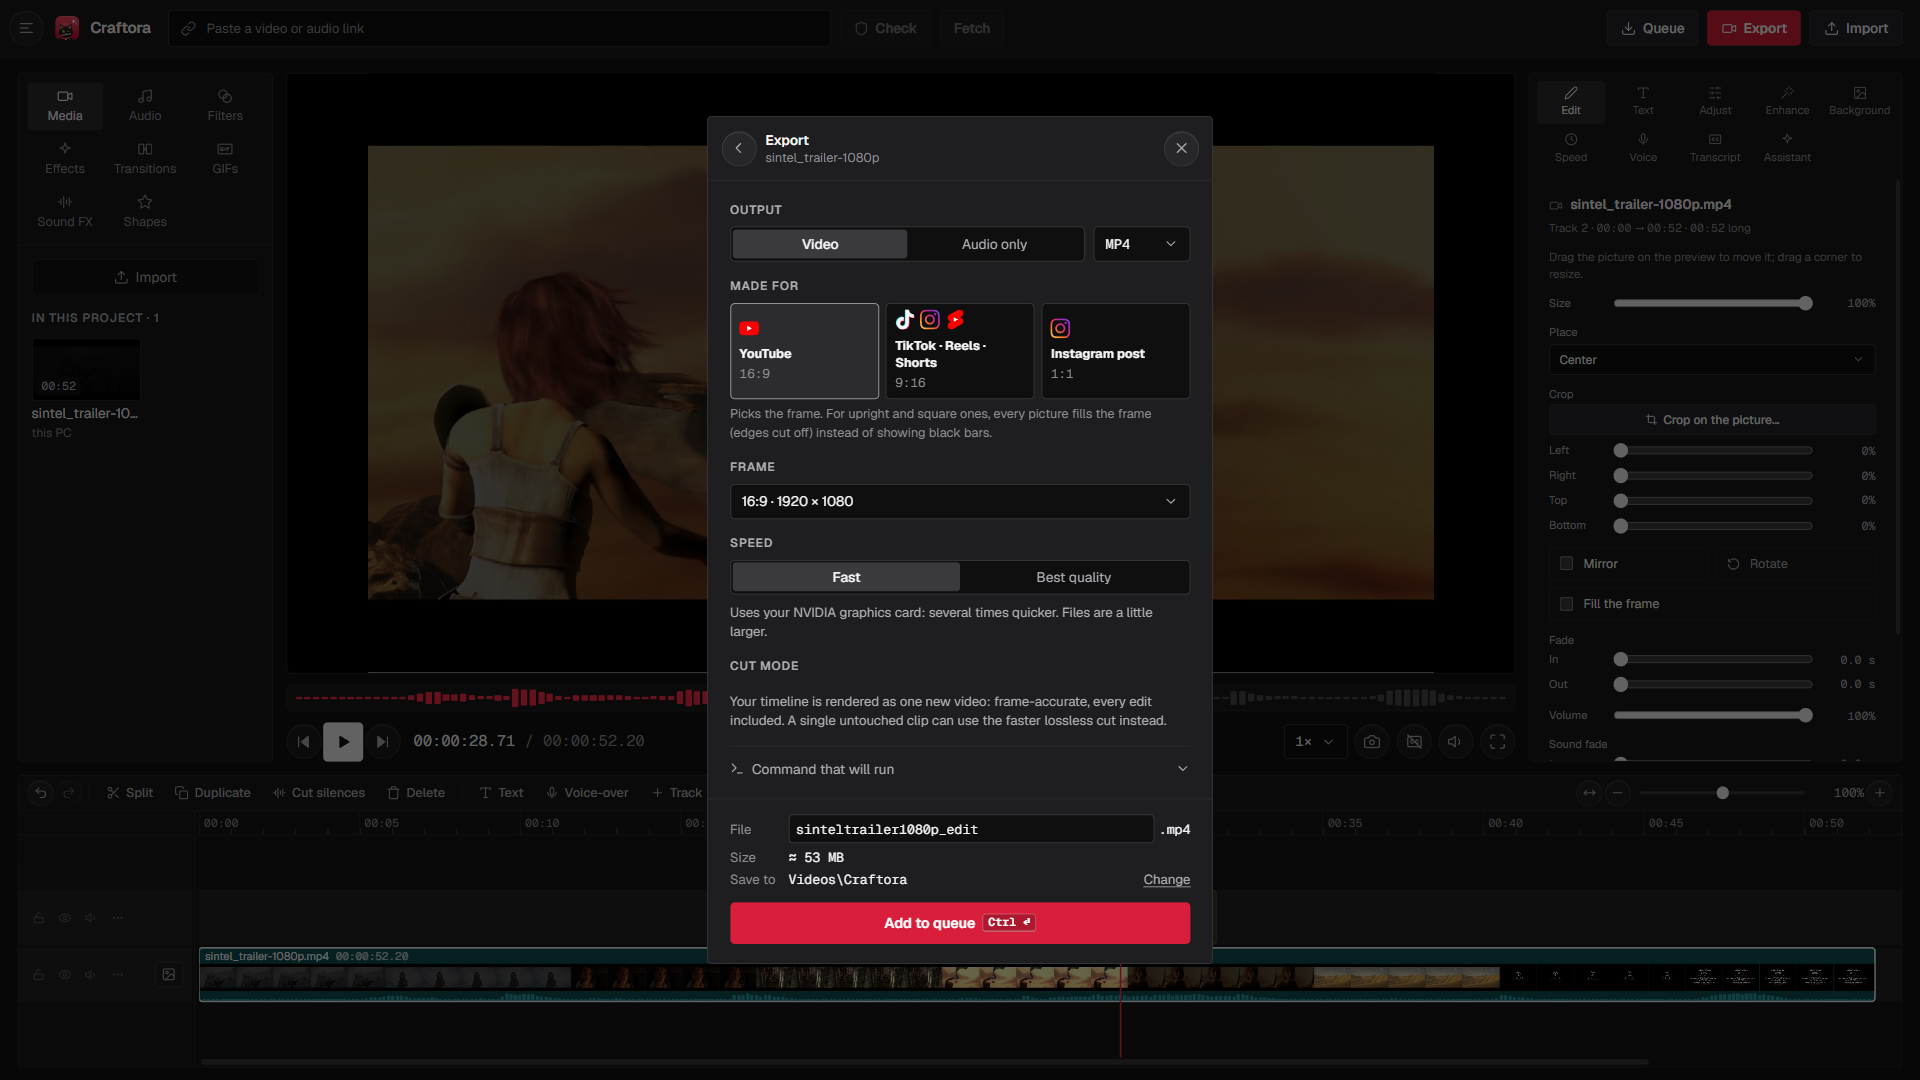 Craftora
Paste a video or audio link
Check
Fetch
Queue
Export
Import
Media
Audio
Filters
Effects
Transitions
GIFs
Sound FX
Shapes
Import
IN THIS PROJECT · 1
00:52
sintel_trailer-10...
this PC
Export
sintel_trailer-1080p
OUTPUT
Video
Audio only
MP4
MADE FOR
YouTube
16:9
TikTok · Reels ·
Shorts
9:16
Instagram post
1:1
Picks the frame. For upright and square ones, every picture fills the frame
(edges cut off) instead of showing black bars.
FRAME
16:9 · 1920 × 1080
SPEED
Fast
Best quality
Uses your NVIDIA graphics card: several times quicker. Files are a little
larger.
CUT MODE
Your timeline is rendered as one new video: frame-accurate, every edit
included. A single untouched clip can use the faster lossless cut instead.
Command that will run
File
sinteltrailer1080p_edit
.mp4
Size
≈ 53 MB
Save to
Videos\Craftora
Change
Add to queue
Ctrl ⏎
Edit
Text
Adjust
Enhance
Background
Speed
Voice
Transcript
Assistant
sintel_trailer-1080p.mp4
Track 2 · 00:00 → 00:52 · 00:52 long
Drag the picture on the preview to move it; drag a corner to
resize.
Size
100%
Place
Center
Crop
Crop on the picture...
Left
0%
Right
0%
Top
0%
Bottom
0%
Mirror
Rotate
Fill the frame
Fade
In
0.0 s
Out
0.0 s
Volume
100%
Sound fade
00:00:28.71 / 00:00:52.20
1×
Split
Duplicate
Cut silences
Delete
Text
Voice-over
Track
100%
00:00
00:05
00:10
00:35
00:40
00:45
00:50
sintel_trailer-1080p.mp4 00:00:52.20